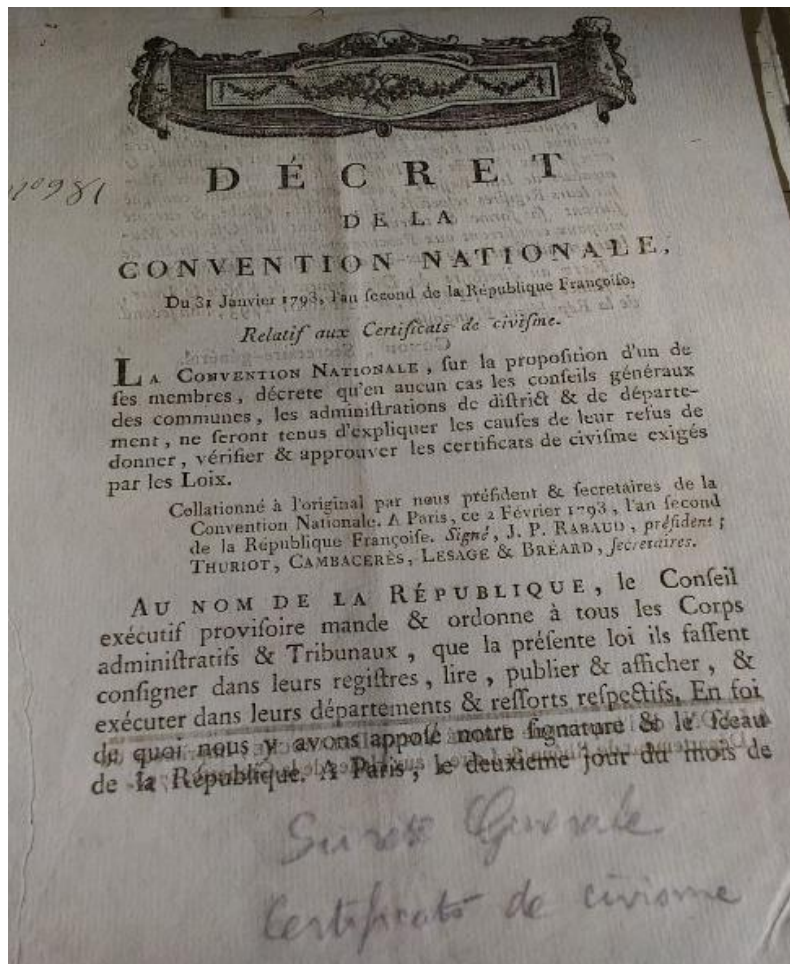 n° 981
DÉCRET
DE LA
CONVENTION NATIONALE,
Du 31 Janvier 1793, l'an ſecond de la République Françoiſe,
Relatif aux Certificats de civiſme.
LA CONVENTION NATIONALE, ſur la propoſition d'un de
ſes membres, décrete qu'en aucun cas les conſeils généraux
des communes, les adminiſtrations de diſtrict & de départe-
ment, ne ſeront tenus d'expliquer les cauſes de leur refus de
donner, vérifier & approuver les certificats de civiſme exigés
par les Loix.
Collationné à l'original par nous préſident & ſecretaires de la
Convention Nationale. A Paris, ce 2 Février 1793, l'an ſecond
de la République Françoiſe. Signé, J. P. RABAUD, préſident ;
THURIOT, CAMBACERÈS, LESAGE & BRÉARD, ſecretaires.
AU NOM DE LA RÉPUBLIQUE, le Conſeil
exécutif proviſoire mande & ordonne à tous les Corps
adminiſtratifs & Tribunaux, que la préſente loi ils faſſent
conſigner dans leurs regiſtres, lire, publier & afficher, &
exécuter dans leurs départements & reſſorts reſpectifs. En foi
de quoi nous y avons appoſé notre ſignature & le ſceau
de la République. A Paris, le deuxieme jour du mois de
Sureté Générale
Certificats de civisme